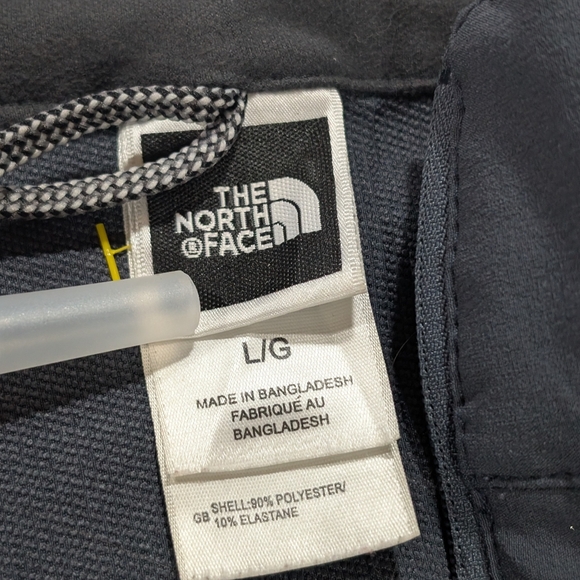 THE
NORTH
®FACE
L/G
MADE IN BANGLADESH
FABRIQUÉ AU
BANGLADESH
GB SHELL:90% POLYESTER/
10% ELASTANE